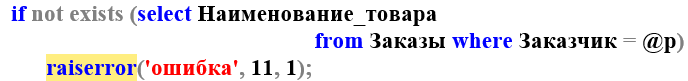 if not exists (select Наименование_товара
from Заказы where Заказчик = @p)
raiserror('ошибка', 11, 1);